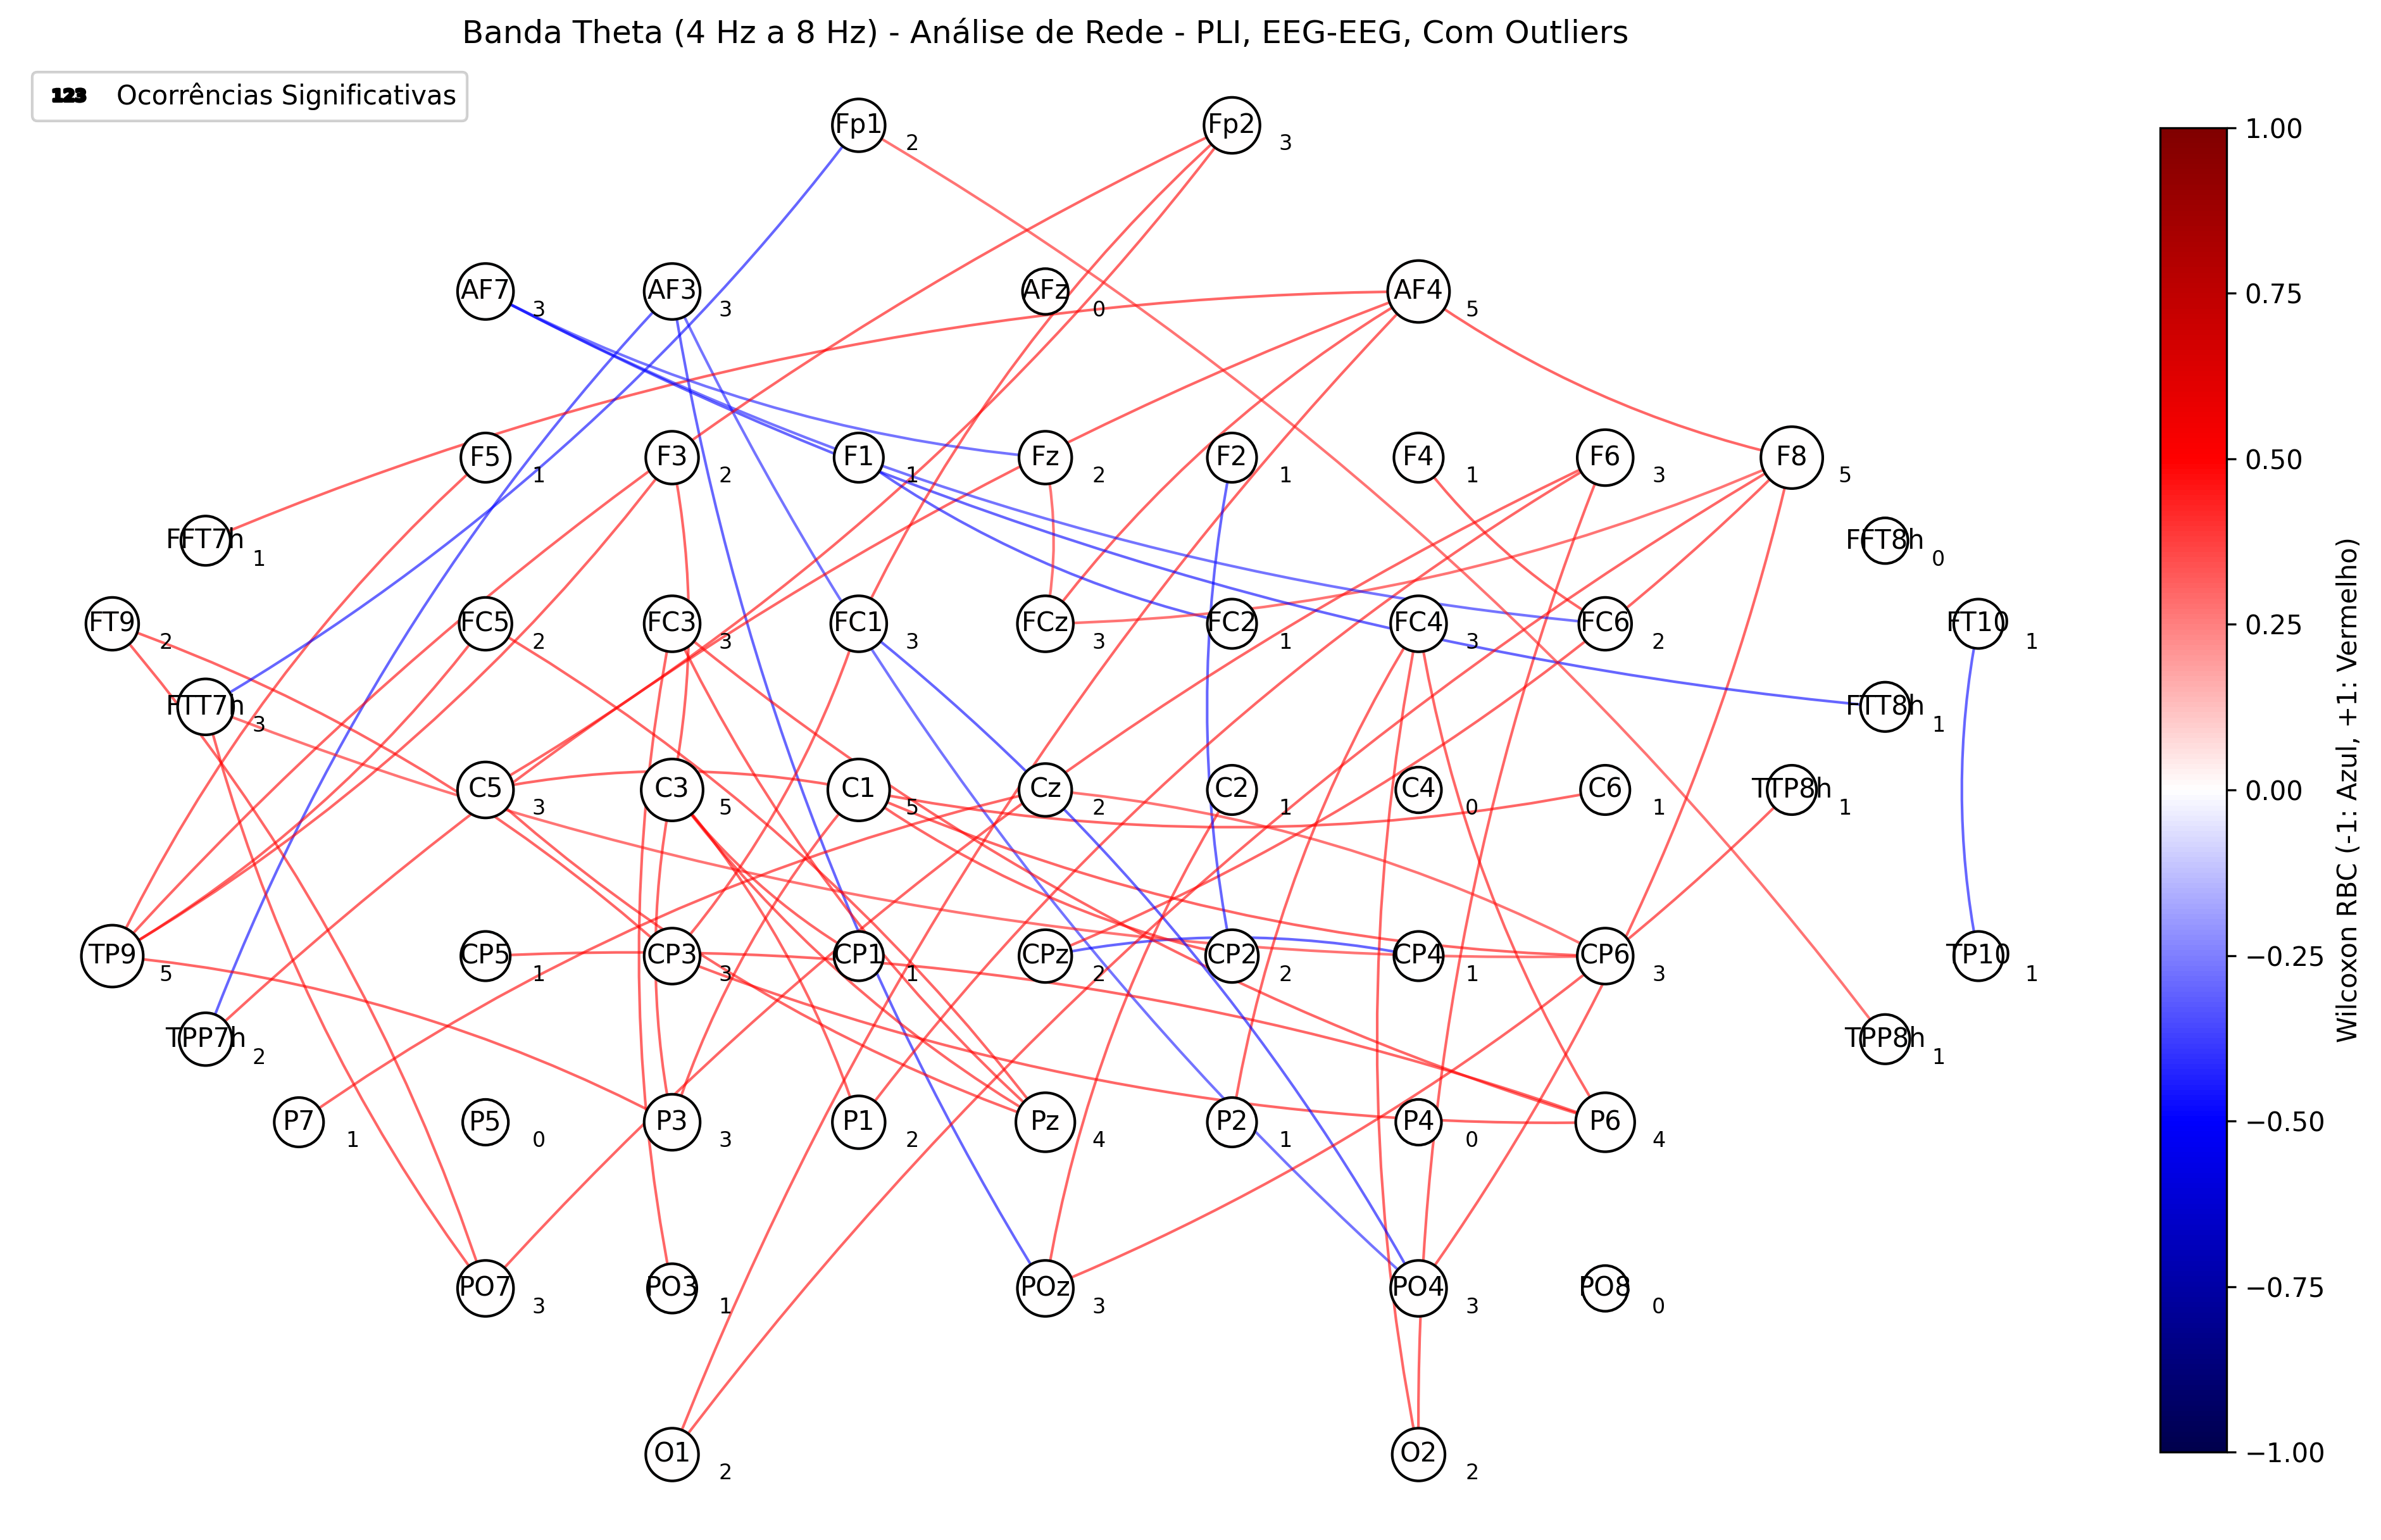 Banda Theta (4 Hz a 8 Hz) - Análise de Rede - PLI, EEG-EEG, Com Outliers
123 Ocorrências Significativas
Fp1 2 Fp2 3
AF7 3 AF3 3 AFz 0 AF4 5
F5 1 F3 2 F1 1 Fz 2 F2 1 F4 1 F6 3 F8 5
FFT7h 1 FFT8h 0
FT9 2 FC5 2 FC3 3 FC1 3 FCz 3 FC2 1 FC4 3 FC6 2 FT10 1
FTT7h 3 FTT8h 1
C5 3 C3 5 C1 5 Cz 2 C2 1 C4 0 C6 1 TTP8h 1
TP9 5 CP5 1 CP3 3 CP1 1 CPz 2 CP2 2 CP4 1 CP6 3 TP10 1
TPP7h 2 TPP8h 1
P7 1 P5 0 P3 3 P1 2 Pz 4 P2 1 P4 0 P6 4
PO7 3 PO3 1 POz 3 PO4 3 PO8 0
O1 2 O2 2
1.00
0.75
0.50
0.25
0.00
−0.25
−0.50
−0.75
−1.00
Wilcoxon RBC (-1: Azul, +1: Vermelho)